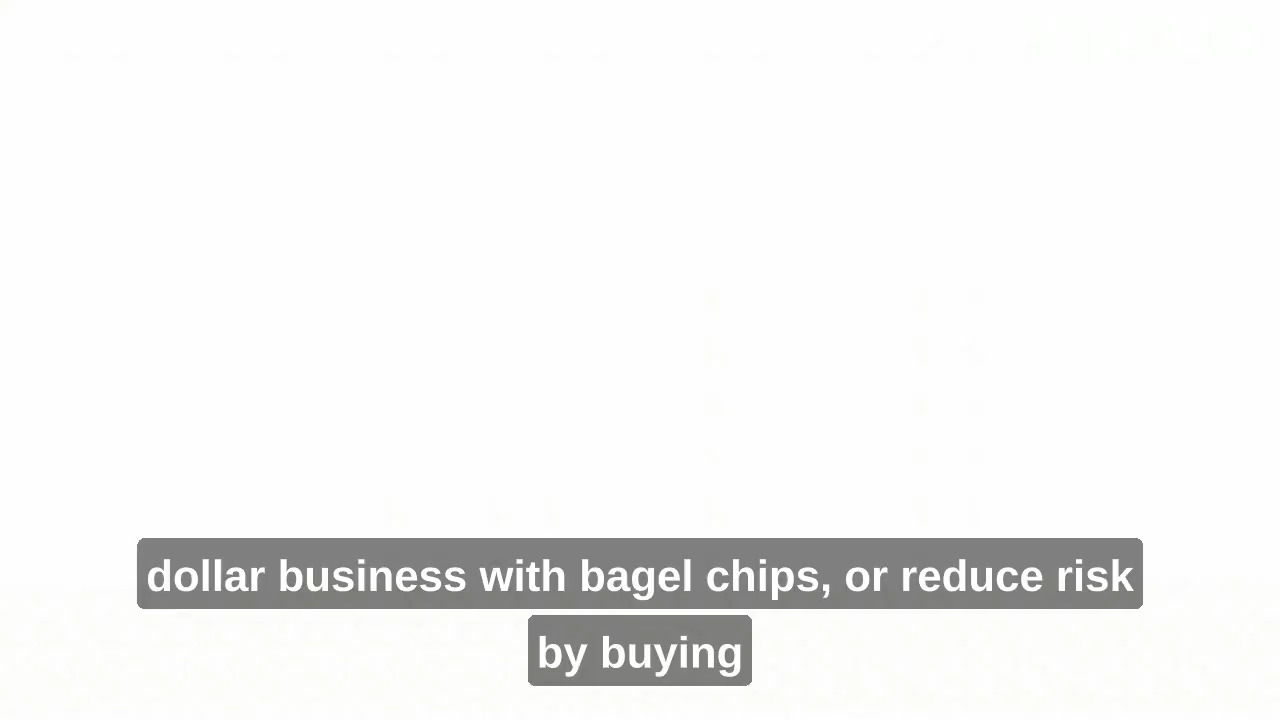 dollar business with bagel chips, or reduce risk
by buying